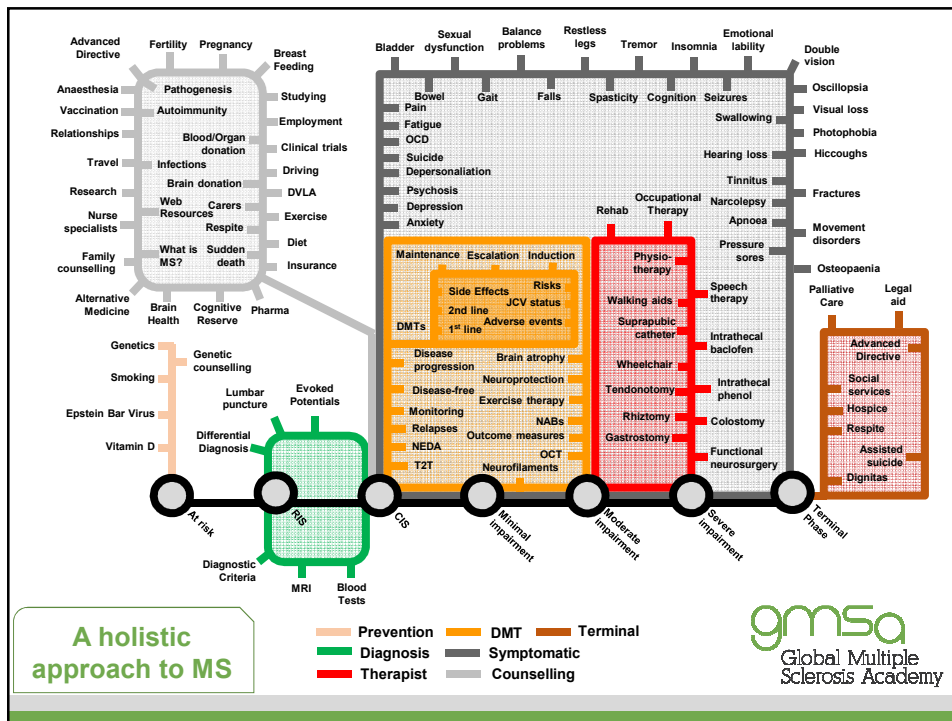 Advanced
Directive
Fertility
Pregnancy
Breast
Feeding
Anaesthesia
Pathogenesis
Studying
Vaccination
Autoimmunity
Employment
Relationships
Blood/Organ
donation
Clinical trials
Travel
Infections
Driving
Research
Brain donation
DVLA
Web
Resources
Carers
Nurse
specialists
Respite
Exercise
Family
counselling
What is
MS?
Sudden
death
Diet
Insurance
Alternative
Medicine
Brain
Health
Cognitive
Reserve
Pharma
Bladder
Sexual
dysfunction
Balance
problems
Restless
legs
Tremor
Insomnia
Emotional
lability
Double
vision
Bowel
Gait
Falls
Spasticity
Cognition
Seizures
Oscillopsia
Pain
Fatigue
OCD
Suicide
Depersonaliation
Psychosis
Depression
Anxiety
Swallowing
Visual loss
Photophobia
Hearing loss
Hiccoughs
Tinnitus
Narcolepsy
Fractures
Apnoea
Movement
disorders
Pressure
sores
Osteopaenia
Rehab
Occupational
Therapy
Maintenance
Escalation
Induction
Side Effects
Risks
JCV status
2nd line
Adverse events
1st line
DMTs
Disease
progression
Brain atrophy
Disease-free
Neuroprotection
Monitoring
Exercise therapy
Relapses
NABs
Outcome measures
NEDA
OCT
T2T
Neurofilaments
Physio-
therapy
Speech
therapy
Walking aids
Suprapubic
catheter
Intrathecal
baclofen
Wheelchair
Tendonotomy
Intrathecal
phenol
Rhiztomy
Colostomy
Gastrostomy
Functional
neurosurgery
Palliative
Care
Legal
aid
Advanced
Directive
Social
services
Hospice
Respite
Assisted
suicide
Dignitas
Genetics
Genetic
counselling
Smoking
Epstein Bar Virus
Vitamin D
Lumbar
puncture
Evoked
Potentials
Differential
Diagnosis
At risk
RIS
CIS
Minimal
impairment
Moderate
impairment
Severe
impairment
Terminal
Phase
Diagnostic
Criteria
MRI
Blood
Tests
A holistic
approach to MS
Prevention
DMT
Terminal
Diagnosis
Symptomatic
Therapist
Counselling
gmsa
Global Multiple
Sclerosis Academy